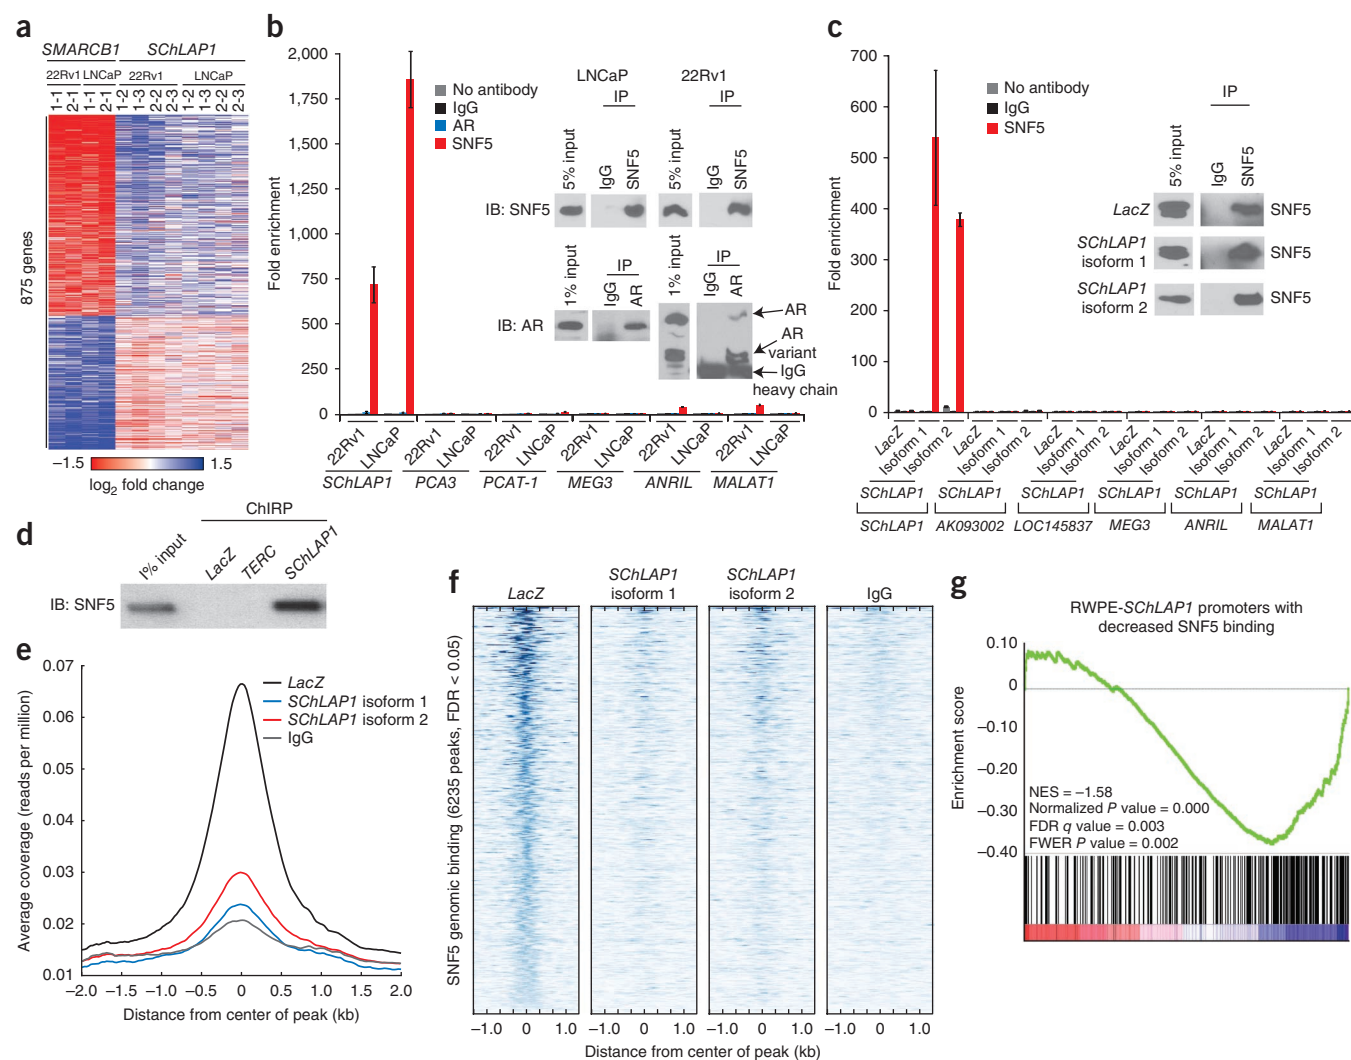 a
SMARCB1 SChLAP1
22Rv1 LNCaP 22Rv1 LNCaP
1-1 2-1 1-1 2-1 1-2 1-3 2-2 2-3 1-2 1-3 2-2 2-3
875 genes
–1.5 1.5
log2 fold change
b
Fold enrichment
2,000
1,750
1,500
1,250
1,000
750
500
250
0
No antibody
IgG
AR
SNF5
LNCaP 22Rv1
IP IP
5% input IgG SNF5 5% input IgG SNF5
IB: SNF5
IP IP
1% input IgG AR 1% input IgG AR
IB: AR
AR
AR
variant
IgG
heavy chain
22Rv1 LNCaP 22Rv1 LNCaP 22Rv1 LNCaP 22Rv1 LNCaP 22Rv1 LNCaP 22Rv1 LNCaP
SChLAP1 PCA3 PCAT-1 MEG3 ANRIL MALAT1
c
Fold enrichment
700
600
500
400
300
200
100
0
No antibody
IgG
SNF5
IP
5% input IgG SNF5
LacZ SNF5
SChLAP1
isoform 1 SNF5
SChLAP1
isoform 2 SNF5
LacZ Isoform 1 Isoform 2 LacZ Isoform 1 Isoform 2 LacZ Isoform 1 Isoform 2 LacZ Isoform 1 Isoform 2 LacZ Isoform 1 Isoform 2 LacZ Isoform 1 Isoform 2
SChLAP1 SChLAP1 SChLAP1 SChLAP1 SChLAP1 SChLAP1
SChLAP1 AK093002 LOC145837 MEG3 ANRIL MALAT1
d
ChIRP
1% input LacZ TERC SChLAP1
IB: SNF5
e
Average coverage (reads per million)
0.07
0.06
0.05
0.04
0.03
0.02
0.01
LacZ
SChLAP1 isoform 1
SChLAP1 isoform 2
IgG
–2.0 –1.5 –1.0 –0.5 0 0.5 1.0 1.5 2.0
Distance from center of peak (kb)
f
LacZ
SChLAP1
isoform 1
SChLAP1
isoform 2
IgG
SNF5 genomic binding (6235 peaks, FDR < 0.05)
–1.0 0 1.0 –1.0 0 1.0 –1.0 0 1.0 –1.0 0 1.0
Distance from center of peak (kb)
g
RWPE-SChLAP1 promoters with
decreased SNF5 binding
Enrichment score
0.10
0
–0.10
–0.20
–0.30
–0.40
NES = –1.58
Normalized P value = 0.000
FDR q value = 0.003
FWER P value = 0.002